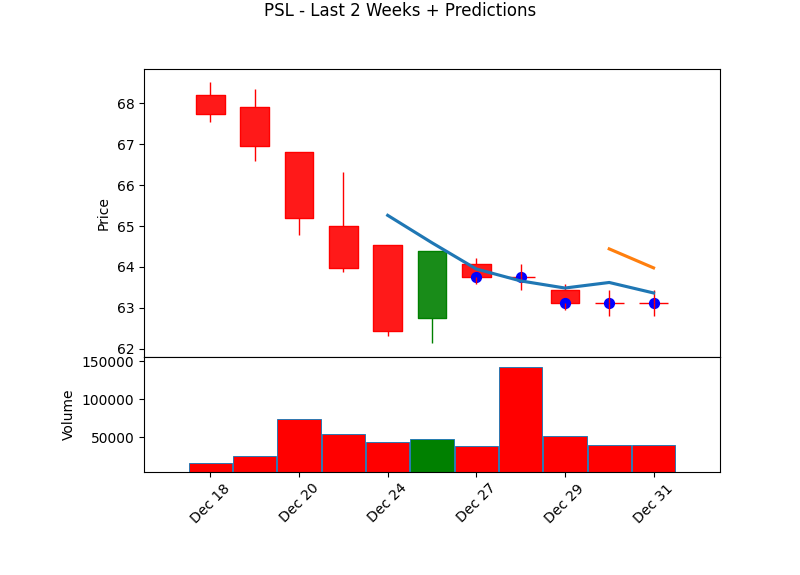 PSL - Last 2 Weeks + Predictions
68
67
66
65
64
63
62
Price
150000
100000
50000
Volume
Dec 18
Dec 20
Dec 24
Dec 27
Dec 29
Dec 31